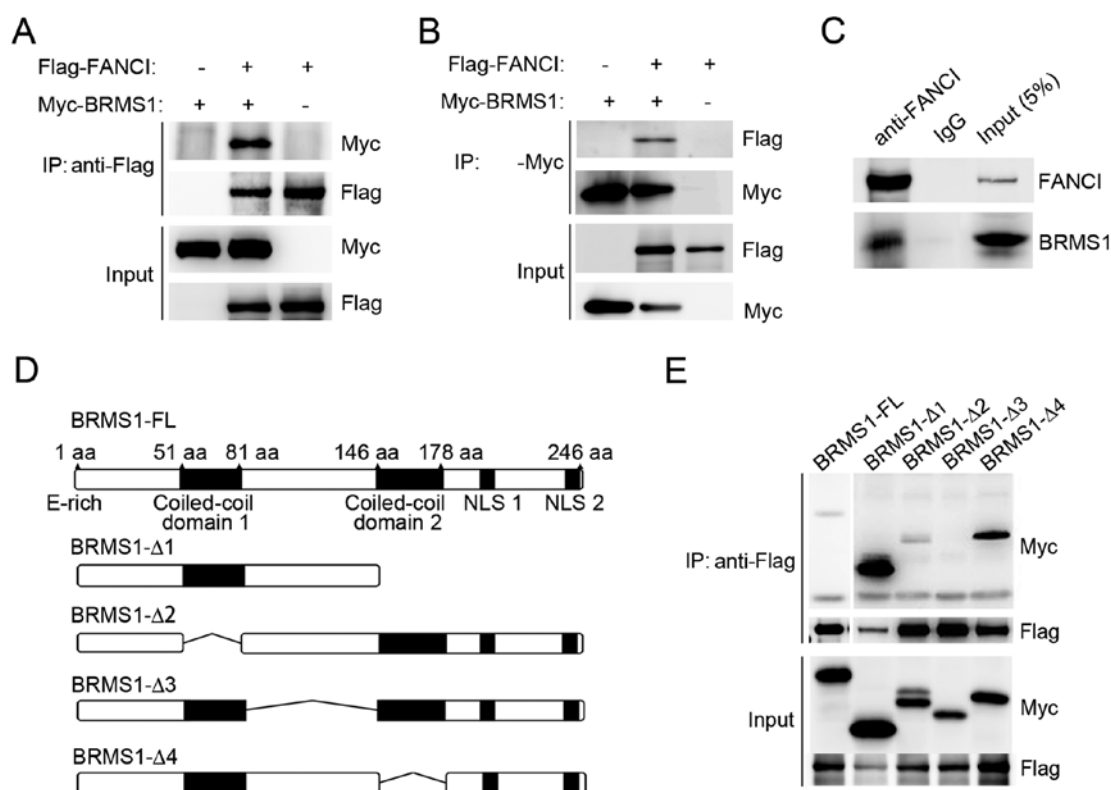 A
Flag-FANCI: - + +
Myc-BRMS1: + + -
IP: anti-Flag
Myc
Flag
Input
Myc
Flag
B
Flag-FANCI: - + +
Myc-BRMS1: + + -
IP: -Myc
Flag
Myc
Input
Flag
Myc
C
anti-FANCI
IgG
Input (5%)
FANCI
BRMS1
D
BRMS1-FL
1 aa 51 aa 81 aa 146 aa 178 aa 246 aa
E-rich Coiled-coil domain 1 Coiled-coil domain 2 NLS 1 NLS 2
BRMS1-Δ1
BRMS1-Δ2
BRMS1-Δ3
BRMS1-Δ4
E
BRMS1-FL
BRMS1-Δ1
BRMS1-Δ2
BRMS1-Δ3
BRMS1-Δ4
IP: anti-Flag
Myc
Flag
Input
Myc
Flag